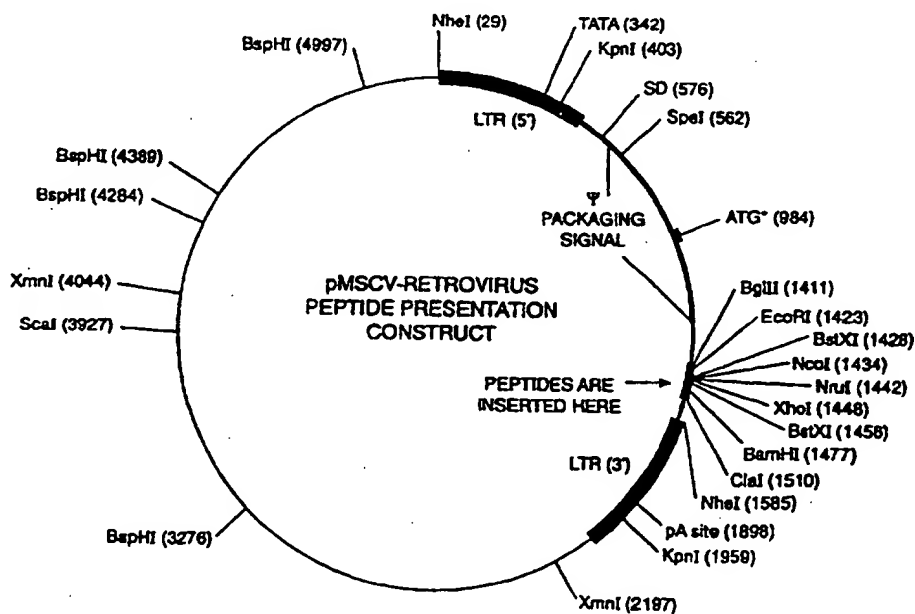 NheI (29)
TATA (342)
KpnI (403)
SD (576)
SpeI (562)
LTR (5')
Ψ
PACKAGING
SIGNAL
ATG* (984)
BglII (1411)
EcoRI (1423)
BstXI (1428)
NcoI (1434)
NruI (1442)
XhoI (1448)
BstXI (1458)
BamHI (1477)
ClaI (1510)
NheI (1585)
pA site (1898)
KpnI (1959)
XmnI (2197)
LTR (3')
PEPTIDES ARE
INSERTED HERE
pMSCV-RETROVIRUS
PEPTIDE PRESENTATION
CONSTRUCT
BspHI (3276)
ScaI (3927)
XmnI (4044)
BspHI (4284)
BspHI (4389)
BspHI (4997)